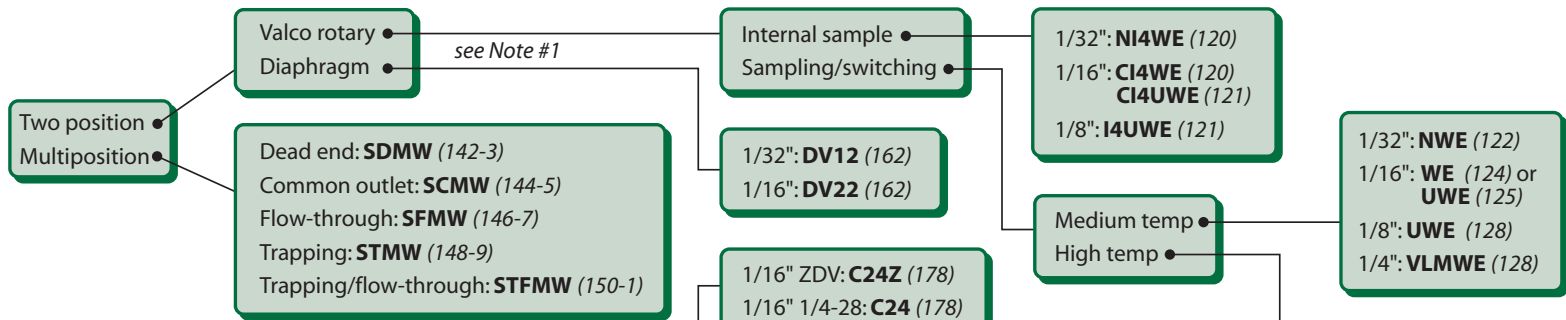 Two position
Multiposition
Valco rotary
Diaphragm
see Note #1
Dead end: SDMW (142-3)
Common outlet: SCMW (144-5)
Flow-through: SFMW (146-7)
Trapping: STMW (148-9)
Trapping/flow-through: STFMW (150-1)
Internal sample
Sampling/switching
1/32": DV12 (162)
1/16": DV22 (162)
1/16" ZDV: C24Z (178)
1/16" 1/4-28: C24 (178)
1/32": NI4WE (120)
1/16": CI4WE (120)
CI4UWE (121)
1/8": I4UWE (121)
Medium temp
High temp
1/32": NWE (122)
1/16": WE (124) or
UWE (125)
1/8": UWE (128)
1/4": VLMWE (128)